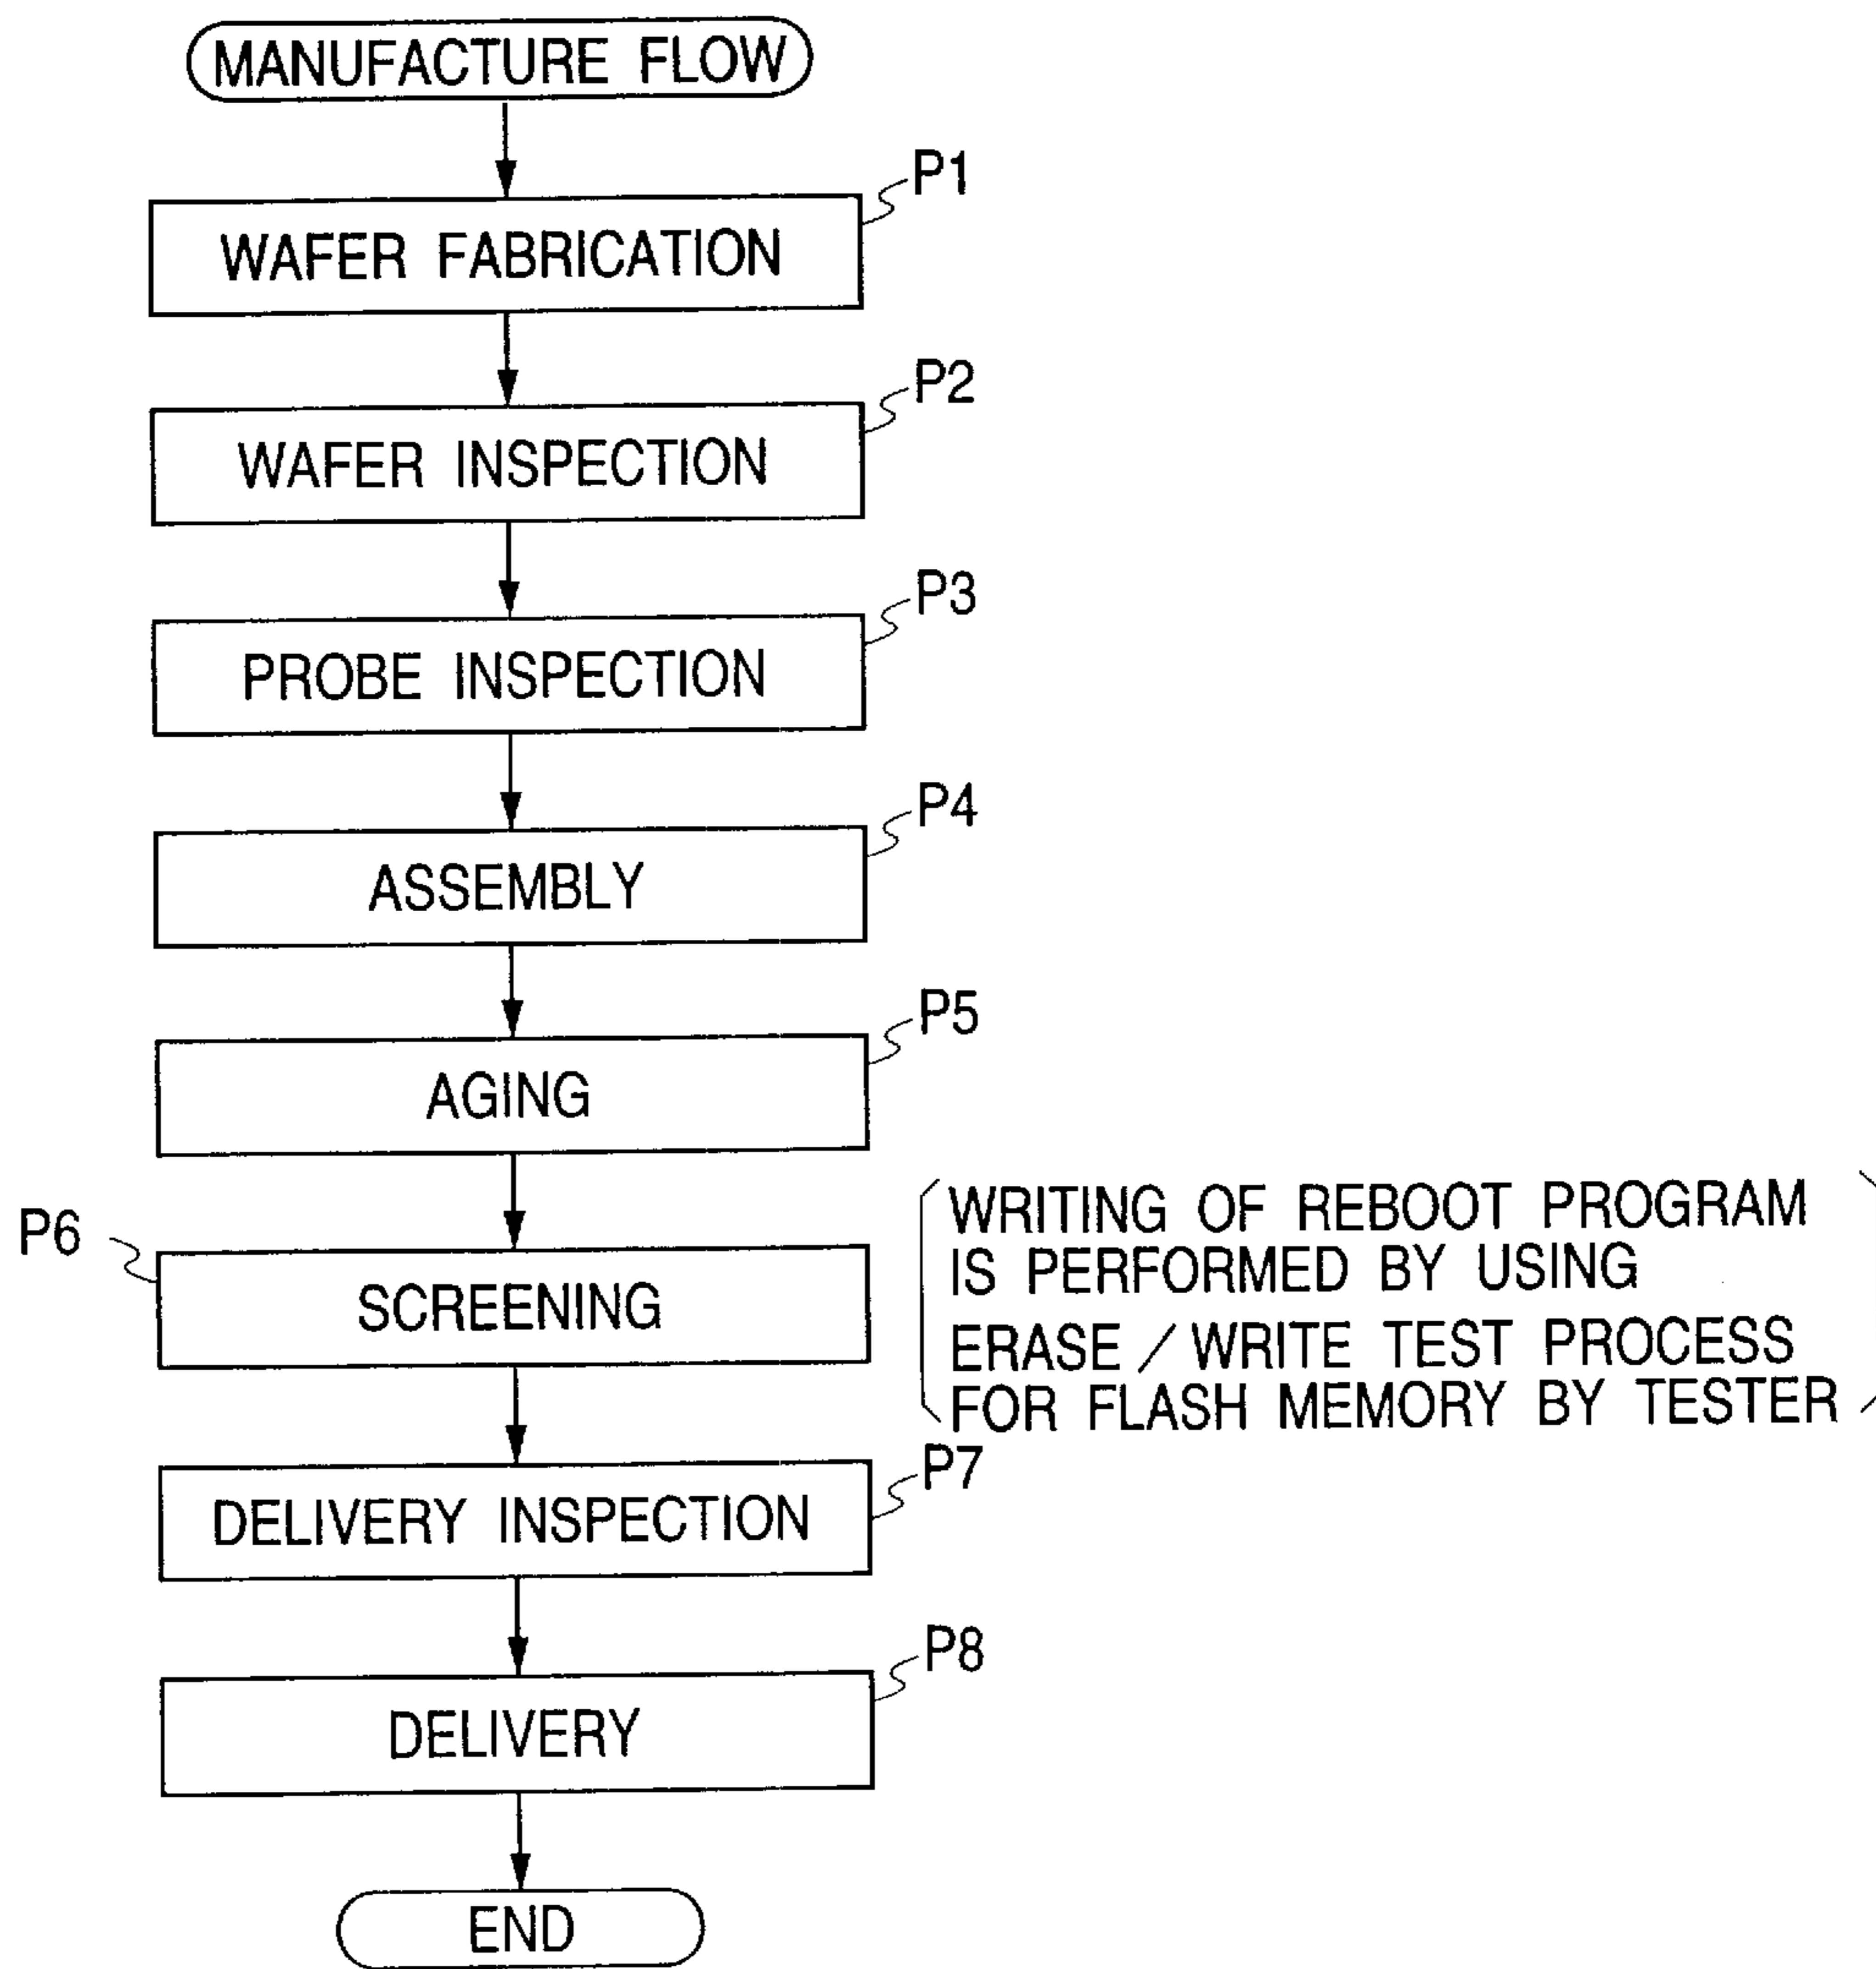 MANUFACTURE FLOW
P1
WAFER FABRICATION
P2
WAFER INSPECTION
P3
PROBE INSPECTION
P4
ASSEMBLY
P5
AGING
P6
SCREENING
WRITING OF REBOOT PROGRAM
IS PERFORMED BY USING
ERASE / WRITE TEST PROCESS
FOR FLASH MEMORY BY TESTER
P7
DELIVERY INSPECTION
P8
DELIVERY
END